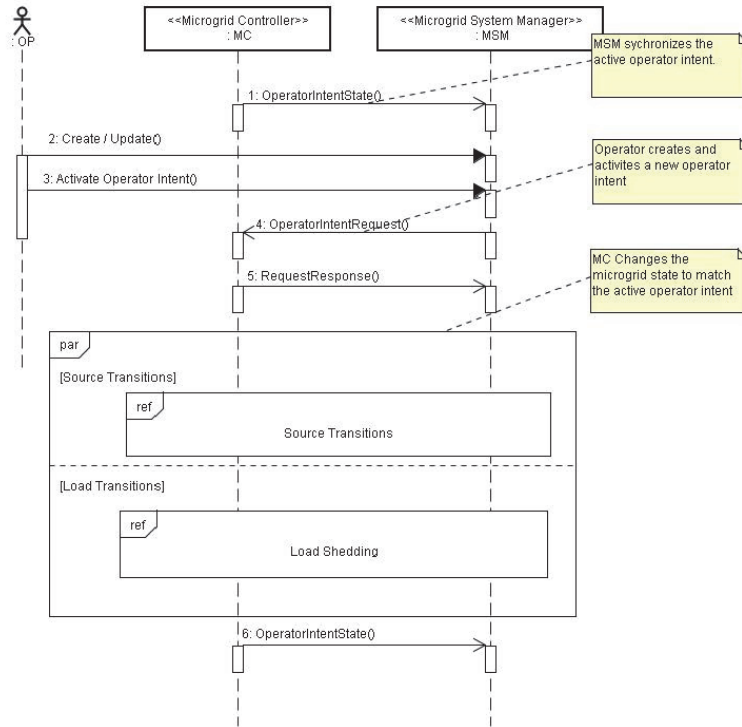 : OP
<<Microgrid Controller>>
: MC
<<Microgrid System Manager>>
: MSM
MSM sychronizes the
active operator intent.
1: OperatorIntentState()
2: Create / Update()
Operator creates and
activites a new operator
intent
3: Activate Operator Intent()
4: OperatorIntentRequest()
MC Changes the
microgrid state to match
the active operator intent
5: RequestResponse()
par
[Source Transitions]
ref
Source Transitions
[Load Transitions]
ref
Load Shedding
6: OperatorIntentState()